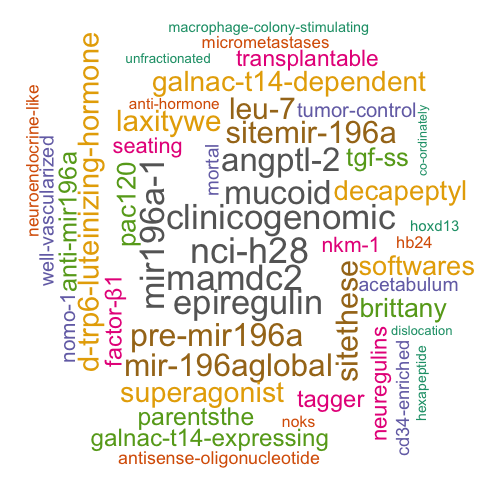 macrophage-colony-stimulating
micrometastases
unfractionated
transplantable
galnac-t14-dependent
anti-hormone
leu-7
tumor-control
laxitywe
sitemir-196a
co-ordinately
neuroendocrine-like
well-vascularized
anti-mir196a
d-trp6-luteinizing-hormone
seating
pac120
mortal
angptl-2
tgf-ss
mir196a-1
mucoid
decapeptyl
clinicogenomic
hoxd13
nci-h28
nkm-1
hb24
nomo-1
factor-β1
mamdc2
softwares
acetabulum
epiregulin
sitethese
brittany
pre-mir196a
dislocation
mir-196aglobal
neuregulins
cd34-enriched
hexapeptide
superagonist
tagger
parentsthe
noks
galnac-t14-expressing
antisense-oligonucleotide